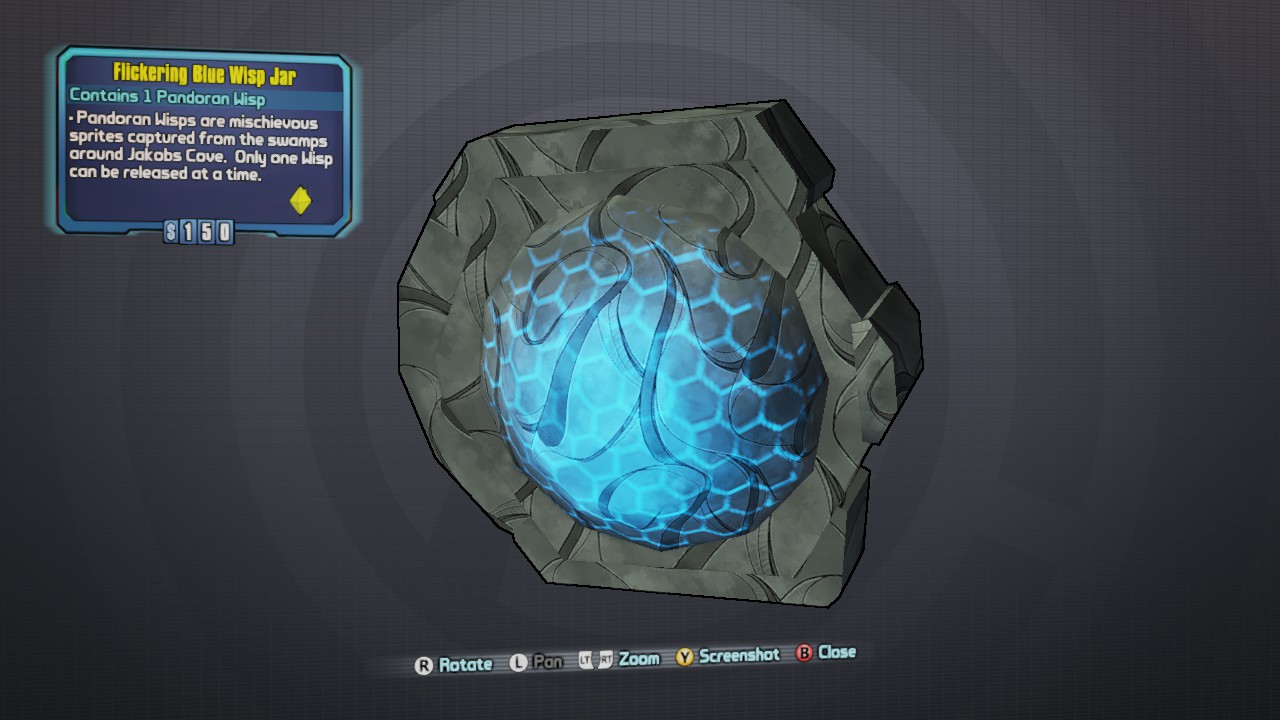 Flickering Blue Wisp Jar
Contains 1 Pandoran Wisp
• Pandoran Wisps are mischievous
sprites captured from the swamps
around Jakobs Cove.  Only one Wisp
can be released at a time.
$150
R Rotate L Pan LT RT Zoom Y Screenshot B Close